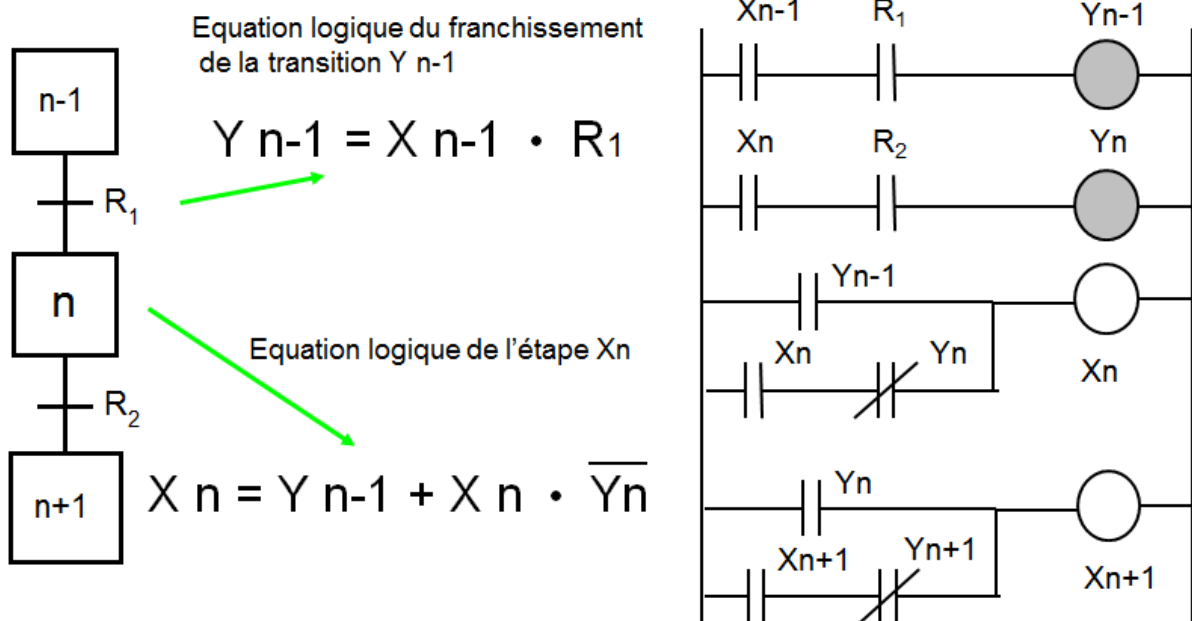 Equation logique du franchissement
de la transition Y n-1
n-1
Y n-1 = X n-1 • R1
R₁
n
Equation logique de l'étape Xn
R₂
n+1
X n = Y n-1 + X n • Y̅n̅
Xn-1 R₁ Yn-1
Xn R₂ Yn
Yn-1
Xn Yn
Xn
Yn
Xn+1 Yn+1
Xn+1